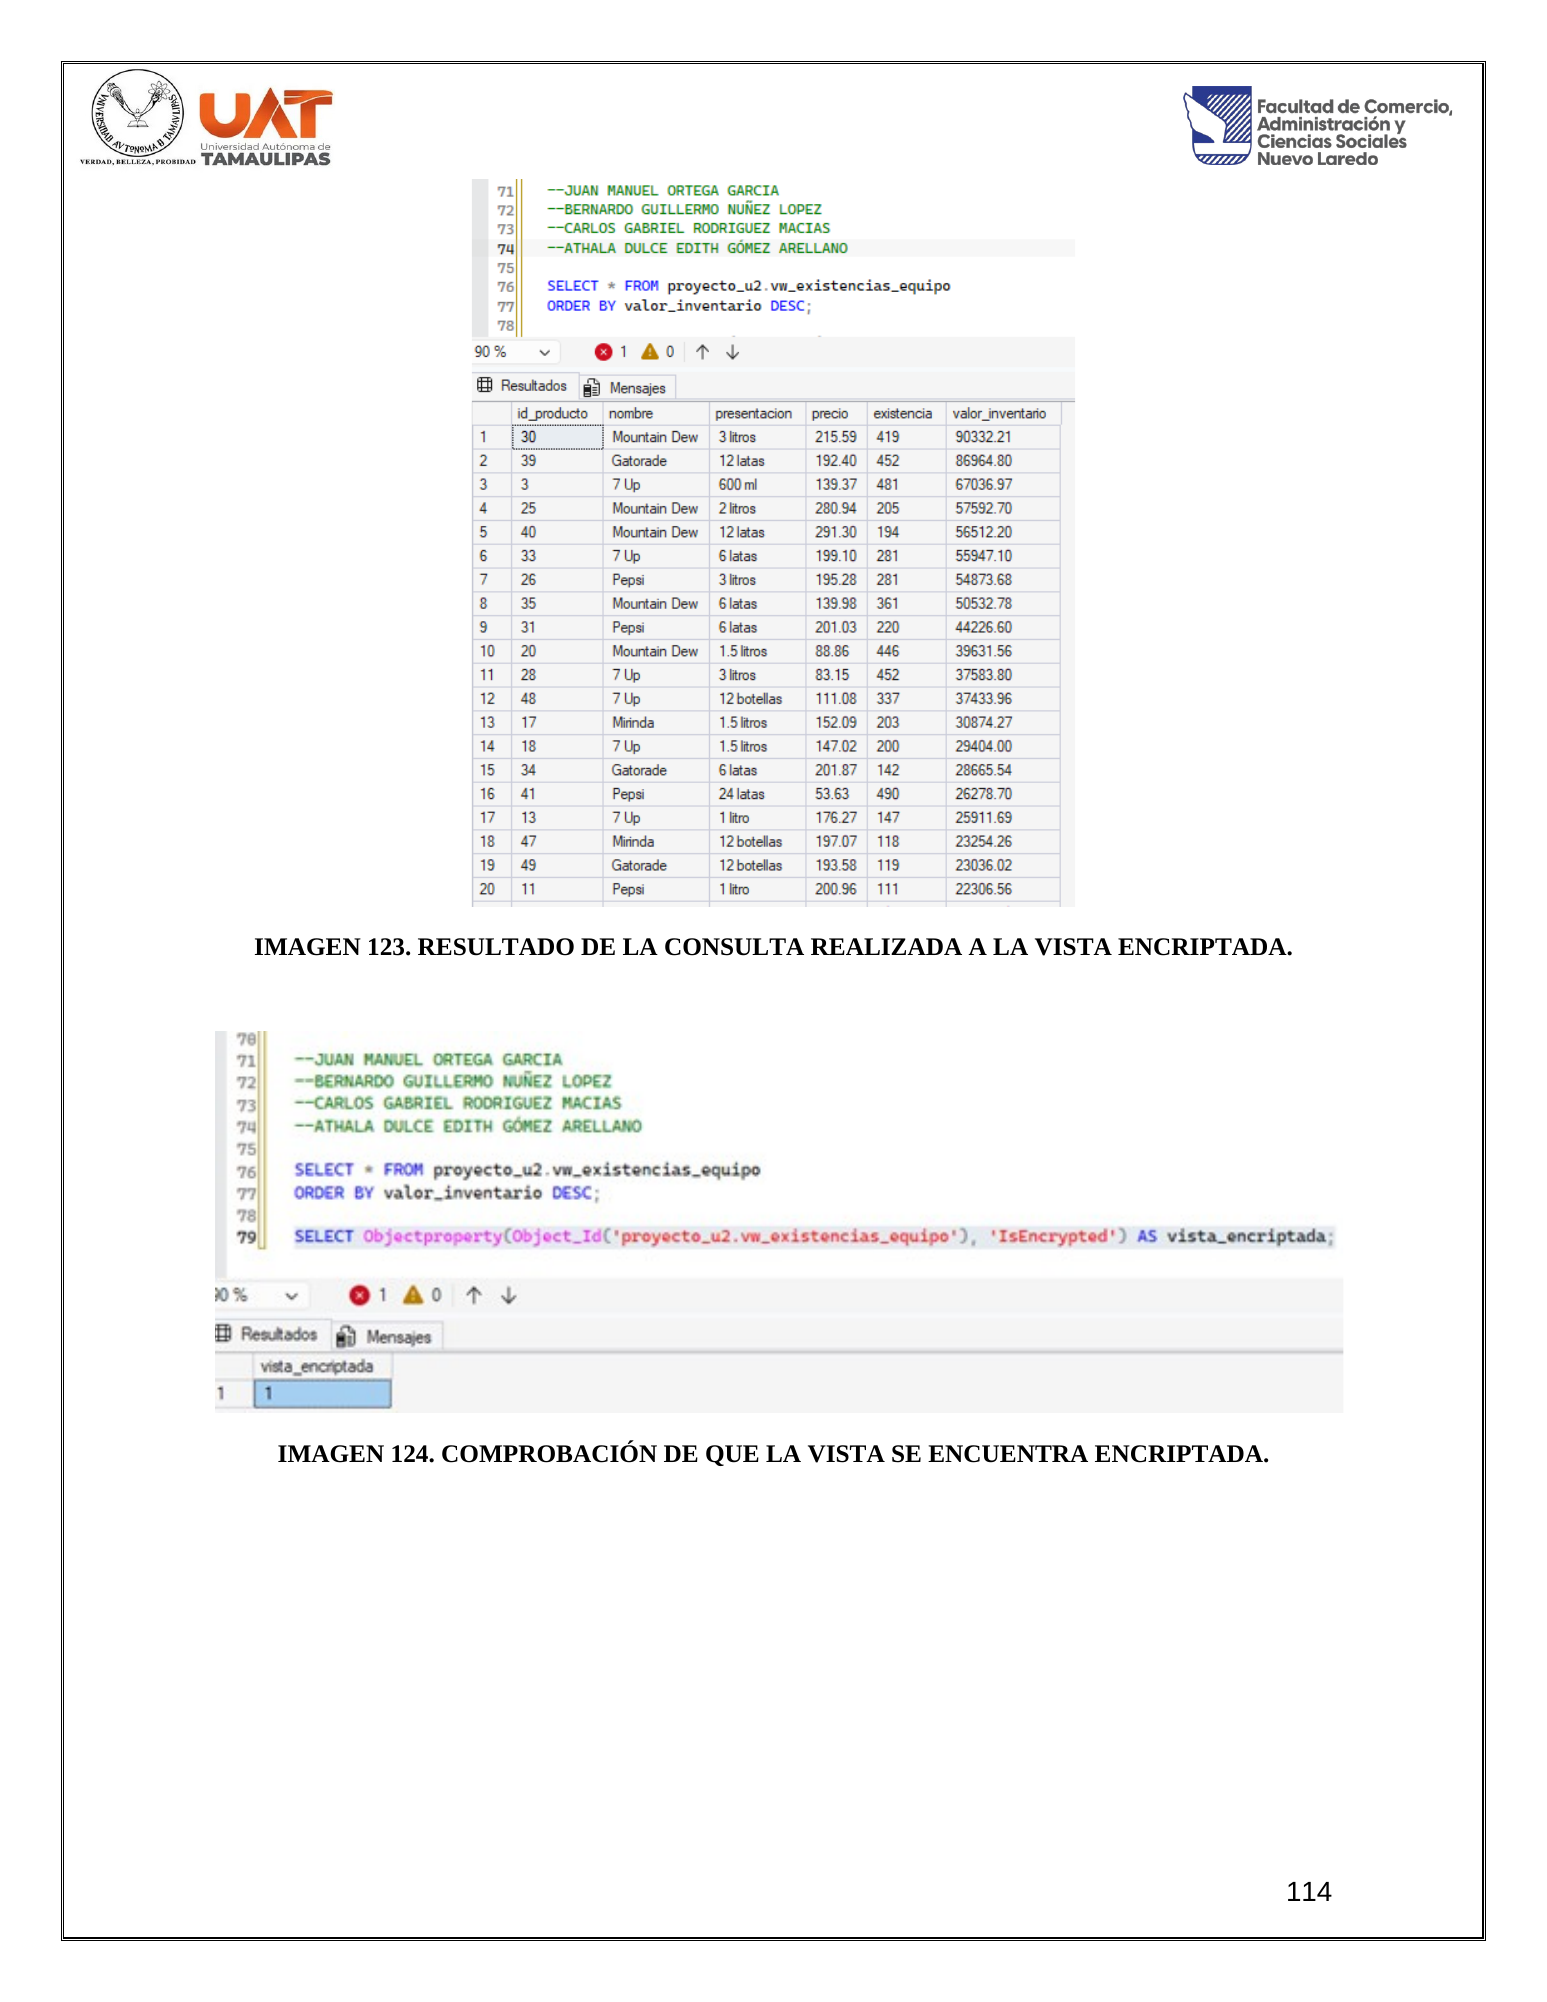 UNIVERSIDAD AVTONOMA D TAMAVLIPAS
VERDAD, BELLEZA, PROBIDAD
UAT
Universidad Autónoma de
TAMAULIPAS
Facultad de Comercio,
Administración y
Ciencias Sociales
Nuevo Laredo
71 --JUAN MANUEL ORTEGA GARCIA
72 --BERNARDO GUILLERMO NUÑEZ LOPEZ
73 --CARLOS GABRIEL RODRIGUEZ MACIAS
74 --ATHALA DULCE EDITH GÓMEZ ARELLANO
75
76 SELECT * FROM proyecto_u2.vw_existencias_equipo
77 ORDER BY valor_inventario DESC;
78
90 % 1 0
Resultados Mensajes
id_producto nombre presentacion precio existencia valor_inventario
1 30 Mountain Dew 3 litros 215.59 419 90332.21
2 39 Gatorade 12 latas 192.40 452 86964.80
3 3 7 Up 600 ml 139.37 481 67036.97
4 25 Mountain Dew 2 litros 280.94 205 57592.70
5 40 Mountain Dew 12 latas 291.30 194 56512.20
6 33 7 Up 6 latas 199.10 281 55947.10
7 26 Pepsi 3 litros 195.28 281 54873.68
8 35 Mountain Dew 6 latas 139.98 361 50532.78
9 31 Pepsi 6 latas 201.03 220 44226.60
10 20 Mountain Dew 1.5 litros 88.86 446 39631.56
11 28 7 Up 3 litros 83.15 452 37583.80
12 48 7 Up 12 botellas 111.08 337 37433.96
13 17 Mirinda 1.5 litros 152.09 203 30874.27
14 18 7 Up 1.5 litros 147.02 200 29404.00
15 34 Gatorade 6 latas 201.87 142 28665.54
16 41 Pepsi 24 latas 53.63 490 26278.70
17 13 7 Up 1 litro 176.27 147 25911.69
18 47 Mirinda 12 botellas 197.07 118 23254.26
19 49 Gatorade 12 botellas 193.58 119 23036.02
20 11 Pepsi 1 litro 200.96 111 22306.56
IMAGEN 123. RESULTADO DE LA CONSULTA REALIZADA A LA VISTA ENCRIPTADA.
70
71 --JUAN MANUEL ORTEGA GARCIA
72 --BERNARDO GUILLERMO NUÑEZ LOPEZ
73 --CARLOS GABRIEL RODRIGUEZ MACIAS
74 --ATHALA DULCE EDITH GÓMEZ ARELLANO
75
76 SELECT * FROM proyecto_u2.vw_existencias_equipo
77 ORDER BY valor_inventario DESC;
78
79 SELECT Objectproperty(Object_Id('proyecto_u2.vw_existencias_equipo'), 'IsEncrypted') AS vista_encriptada;
90 % 1 0
Resultados Mensajes
vista_encriptada
1 1
IMAGEN 124. COMPROBACIÓN DE QUE LA VISTA SE ENCUENTRA ENCRIPTADA.
114